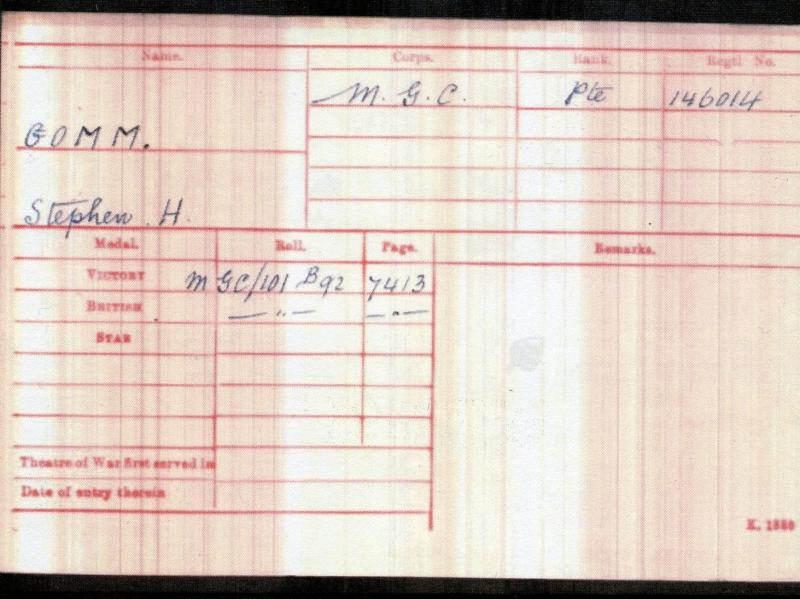 Name. Corps. Rank. Regtl. No.
M. G. C. Pte 146014
GOMM.
Stephen H.
Medal. Roll. Page. Remarks.
VICTORY M GC/101 B92 7413
BRITISH — " — — " —
STAR
Theatre of War first served in
Date of entry therein
K. 1380